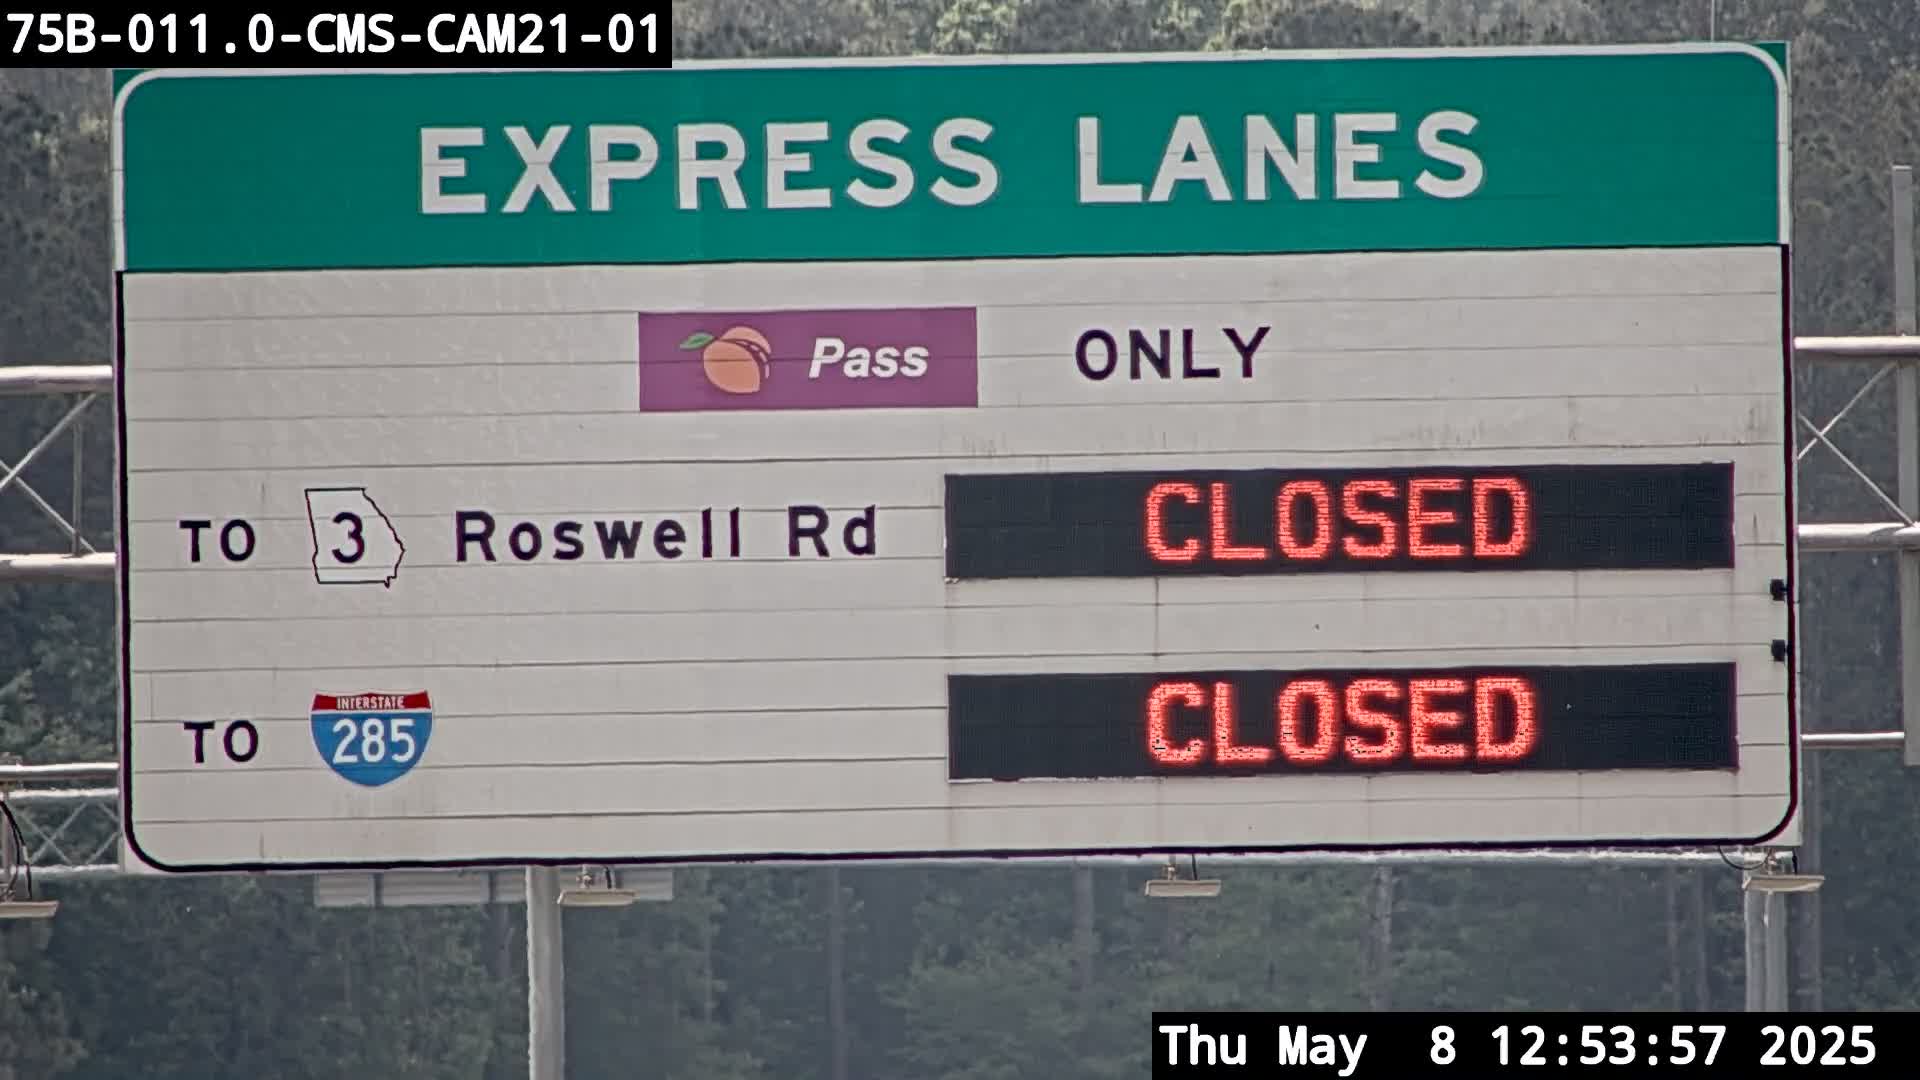 75B-011.0-CMS-CAM21-01
EXPRESS LANES
Pass ONLY
TO 3 Roswell Rd CLOSED
TO INTERSTATE 285 CLOSED
Thu May 8 12:53:57 2025